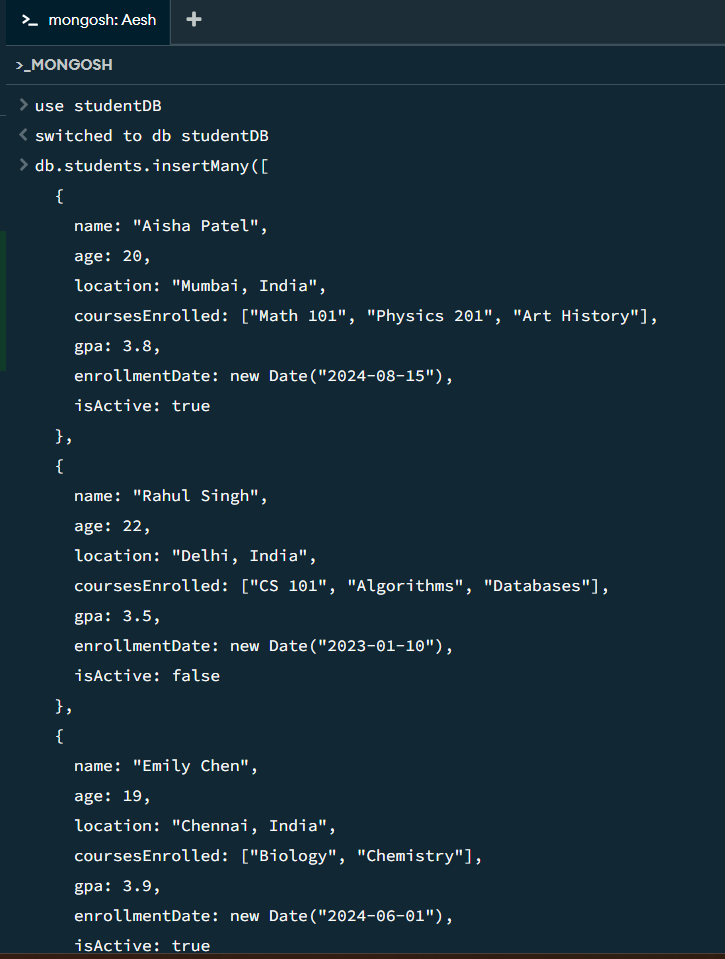 >_ mongosh: Aesh +
>_MONGOSH
> use studentDB
< switched to db studentDB
> db.students.insertMany([
{
name: "Aisha Patel",
age: 20,
location: "Mumbai, India",
coursesEnrolled: ["Math 101", "Physics 201", "Art History"],
gpa: 3.8,
enrollmentDate: new Date("2024-08-15"),
isActive: true
},
{
name: "Rahul Singh",
age: 22,
location: "Delhi, India",
coursesEnrolled: ["CS 101", "Algorithms", "Databases"],
gpa: 3.5,
enrollmentDate: new Date("2023-01-10"),
isActive: false
},
{
name: "Emily Chen",
age: 19,
location: "Chennai, India",
coursesEnrolled: ["Biology", "Chemistry"],
gpa: 3.9,
enrollmentDate: new Date("2024-06-01"),
isActive: true